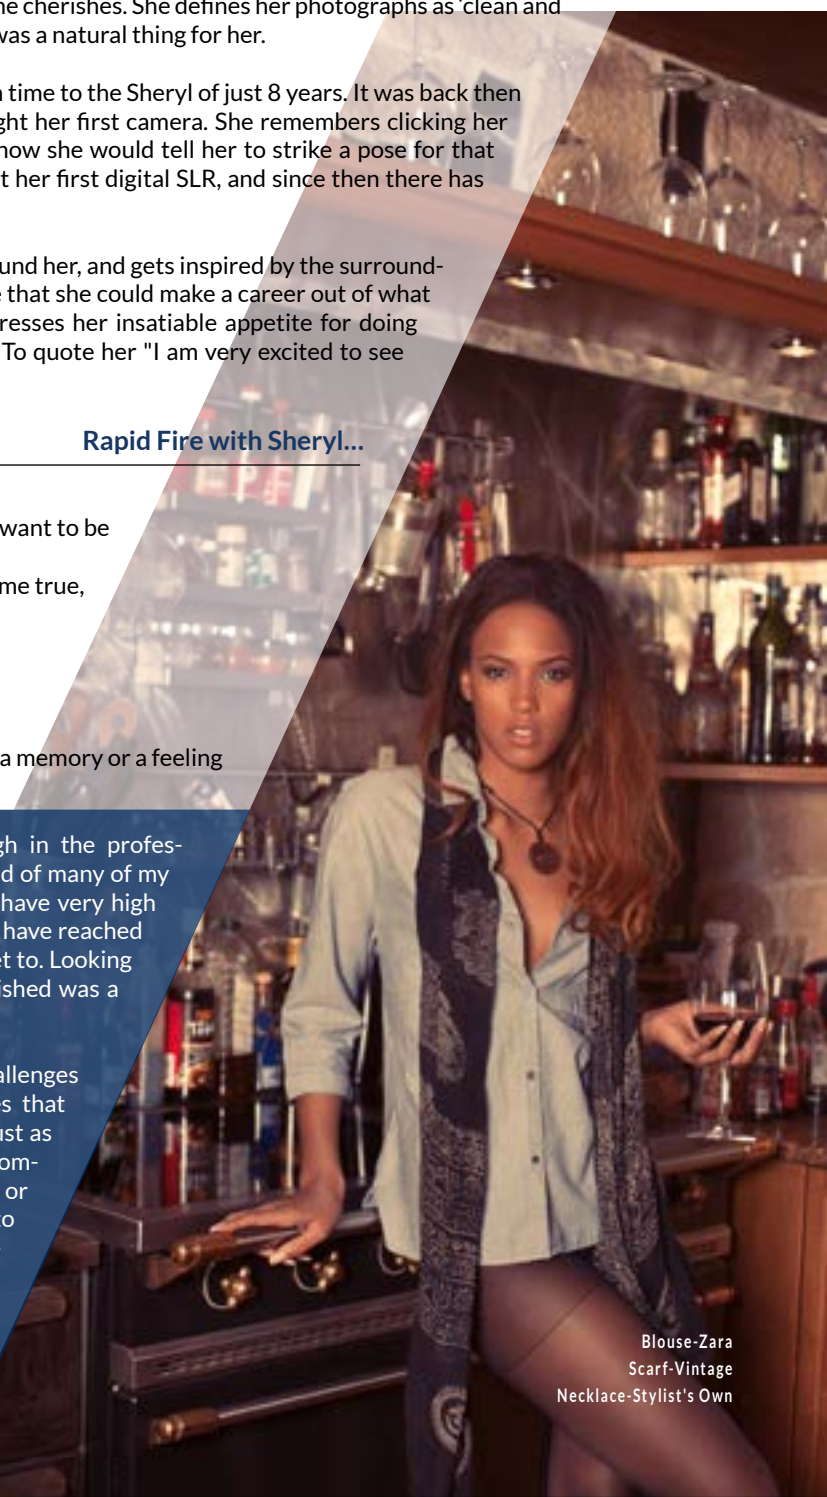 he cherishes. She defines her photographs as 'clean and
was a natural thing for her.
time to the Sheryl of just 8 years. It was back then
ght her first camera. She remembers clicking her
how she would tell her to strike a pose for that
t her first digital SLR, and since then there has
und her, and gets inspired by the surround-
e that she could make a career out of what
resses her insatiable appetite for doing
To quote her "I am very excited to see
Rapid Fire with Sheryl...
want to be
me true,
a memory or a feeling
gh in the profes-
d of many of my
have very high
have reached
et to. Looking
ished was a
allenges
es that
ust as
om-
or
to
Blouse-Zara
Scarf-Vintage
Necklace-Stylist's Own